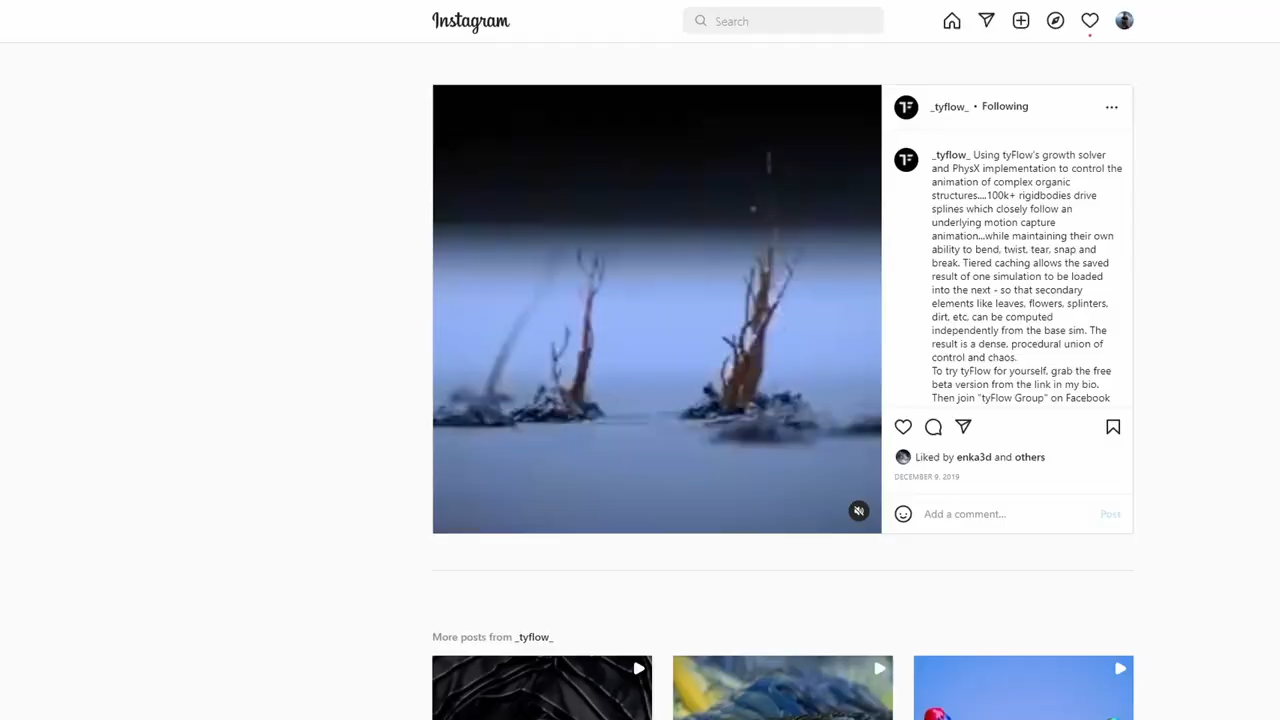 Instagram
Search
_tyflow_ • Following
_tyflow_ Using tyFlow's growth solver
and PhysX implementation to control the
animation of complex organic
structures....100k+ rigidbodies drive
splines which closely follow an
underlying motion capture
animation...while maintaining their own
ability to bend, twist, tear, snap and
break. Tiered caching allows the saved
result of one simulation to be loaded
into the next - so that secondary
elements like leaves, flowers, splinters,
dirt, etc, can be computed
independently from the base sim. The
result is a dense, procedural union of
control and chaos.
To try tyFlow for yourself, grab the free
beta version from the link in my bio.
Then join "tyFlow Group" on Facebook
Liked by enka3d and others
DECEMBER 9, 2019
Add a comment...
Post
More posts from _tyflow_